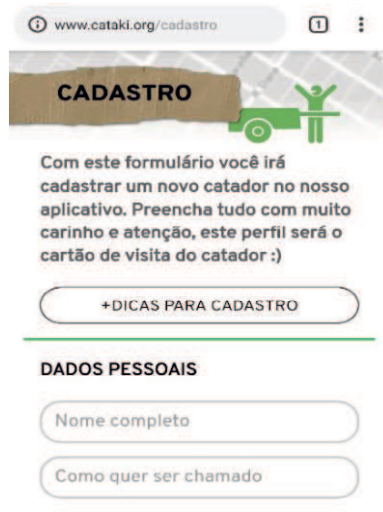 www.cataki.org/cadastro
1
CADASTRO
Com este formulário você irá
cadastrar um novo catador no nosso
aplicativo. Preencha tudo com muito
carinho e atenção, este perfil será o
cartão de visita do catador :)
+DICAS PARA CADASTRO
DADOS PESSOAIS
Nome completo
Como quer ser chamado